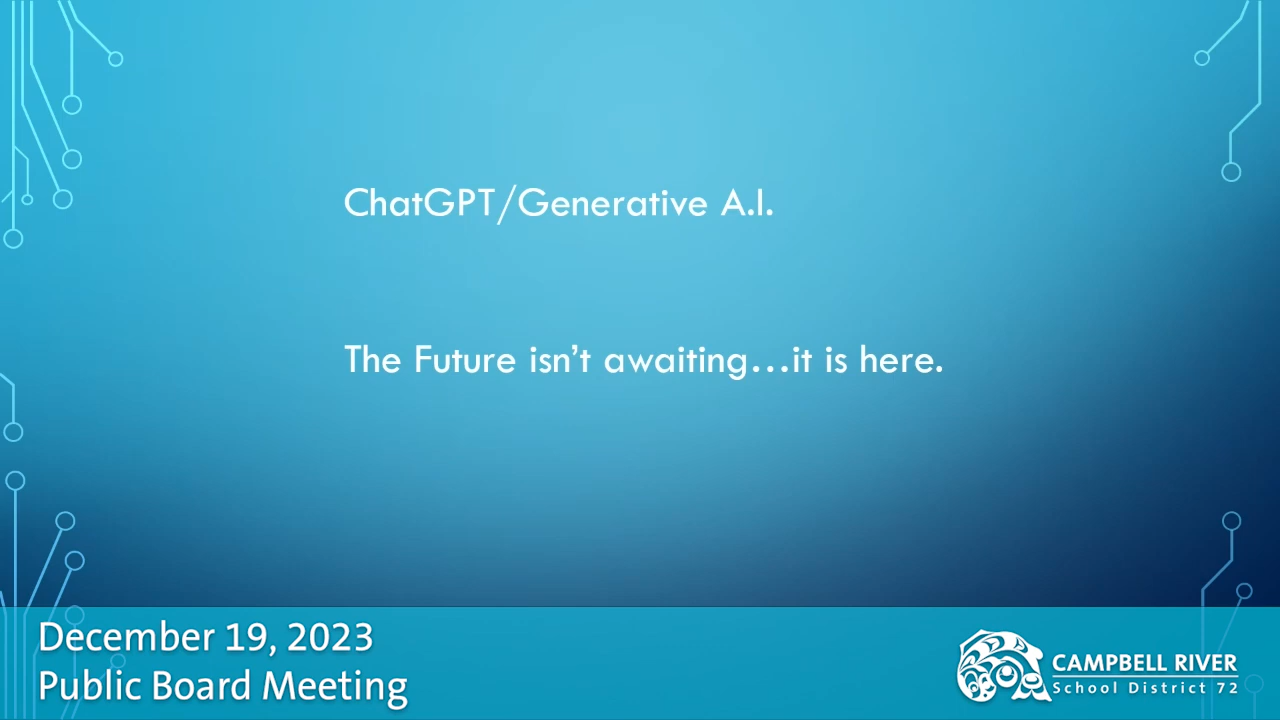 ChatGPT/Generative A.I.
The Future isn't awaiting…it is here.
December 19, 2023
Public Board Meeting
CAMPBELL RIVER
School District 72